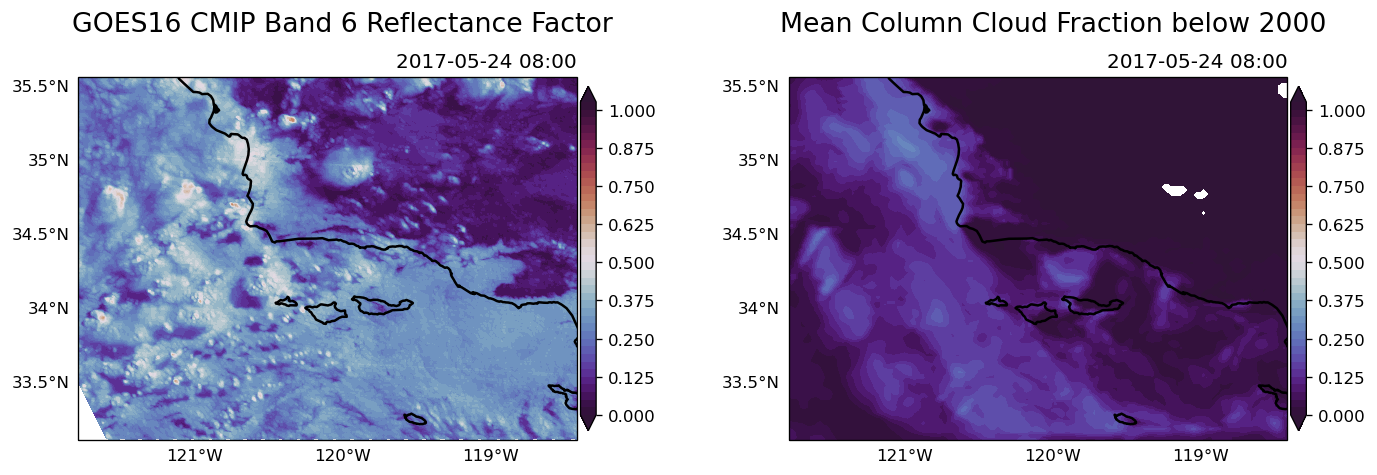 GOES16 CMIP Band 6 Reflectance Factor
2017-05-24 08:00
35.5°N
35°N
34.5°N
34°N
33.5°N
121°W 120°W 119°W
1.000
0.875
0.750
0.625
0.500
0.375
0.250
0.125
0.000
Mean Column Cloud Fraction below 2000
2017-05-24 08:00
35.5°N
35°N
34.5°N
34°N
33.5°N
121°W 120°W 119°W
1.000
0.875
0.750
0.625
0.500
0.375
0.250
0.125
0.000